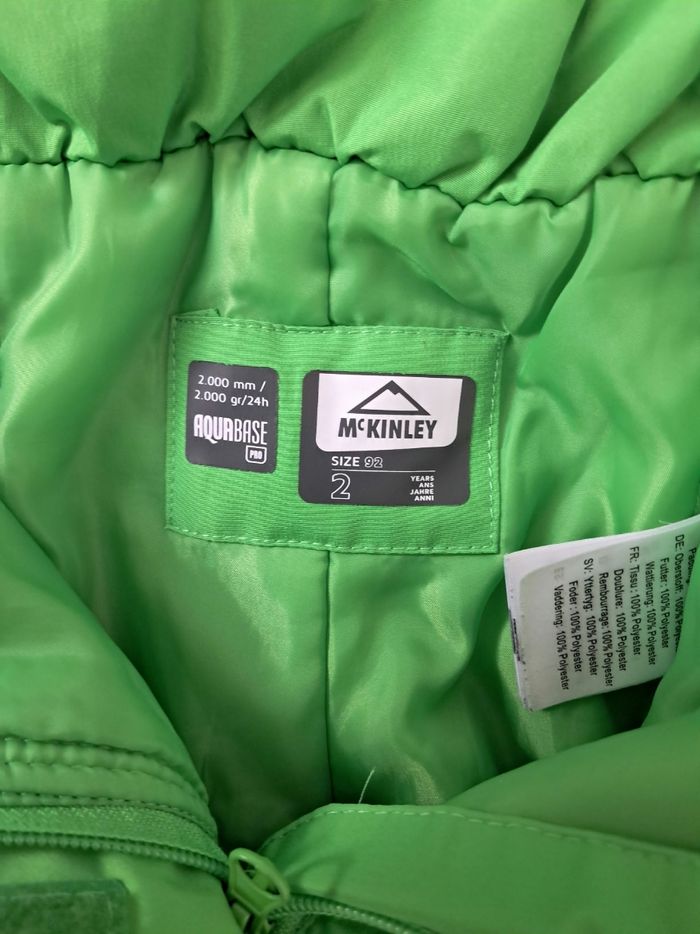 2.000 mm /
2.000 gr/24h
AQUABASE
PRO
McKINLEY
SIZE 92
2
YEARS
ANS
JAHRE
ANNI
DE: Oberstoff: 100% Polyester
Futter: 100% Polyester
Wattierung: 100% Polyester
FR: Tissu: 100% Polyester
Doublure: 100% Polyester
Rembourrage: 100% Polyester
SV: Yttertyg: 100% Polyester
Foder: 100% Polyester
Vaddering: 100% Polyester